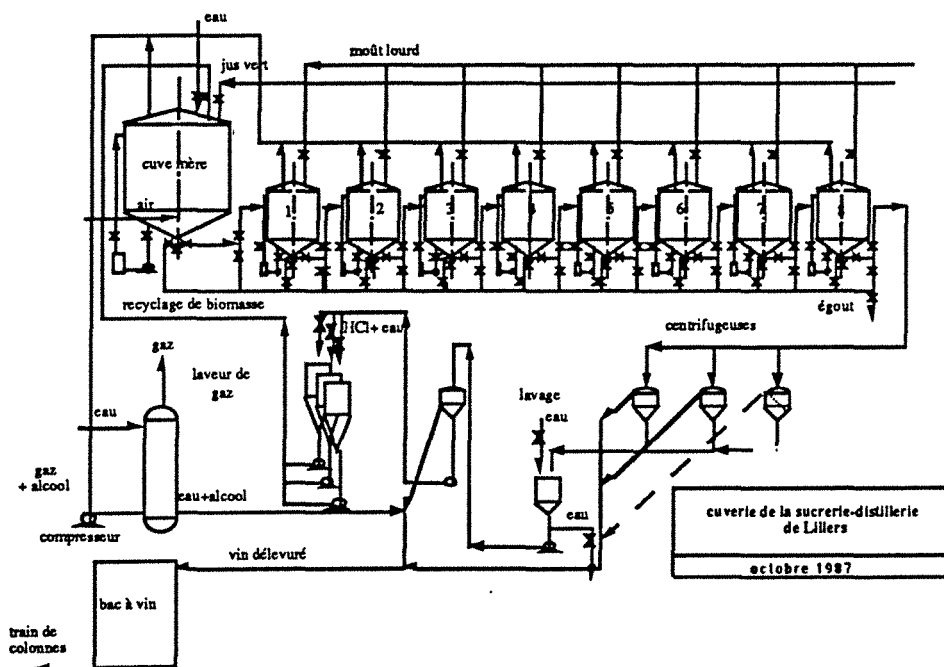 eau
moût lourd
jus vert
cuve mère
air
1
2
3
4
5
6
7
8
recyclage de biomasse
égout
gaz
HCl + eau
centrifugeuses
laveur de
gaz
lavage
eau
eau
gaz
+ alcool
eau+alcool
eau
compresseur
cuverie de la sucrerie-distillerie
de Lillers
octobre 1987
vin délevuré
bac à vin
train de
colonnes